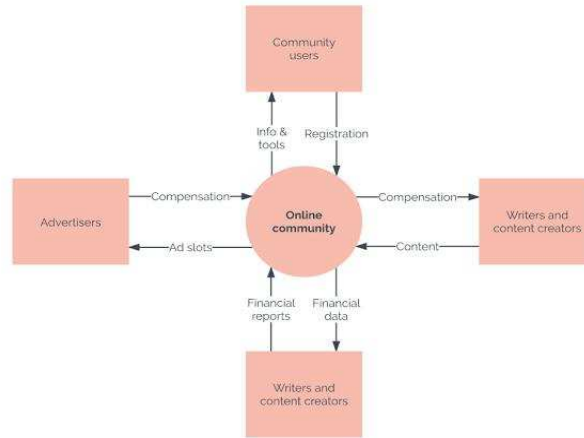 Community
users
Info &
tools
Registration
Advertisers
Compensation
Ad slots
Online
community
Compensation
Content
Writers and
content creators
Financial
reports
Financial
data
Writers and
content creators